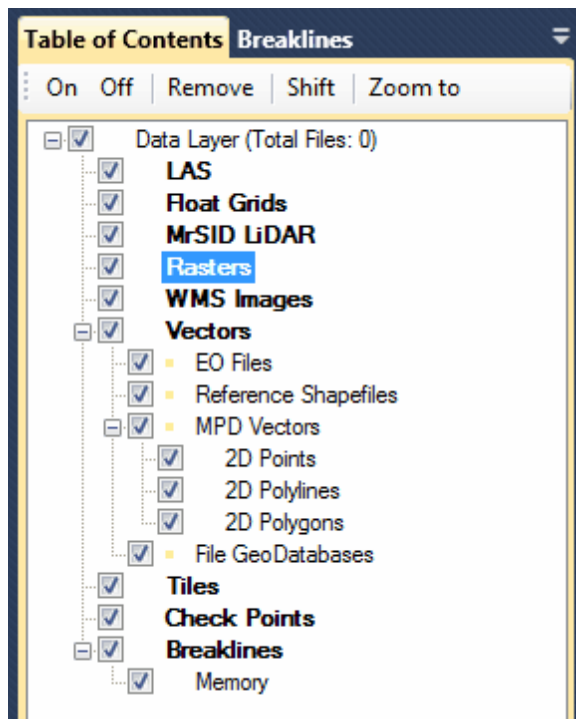 Table of Contents Breaklines
On Off Remove Shift Zoom to
Data Layer (Total Files: 0)
LAS
Float Grids
MrSID LiDAR
Rasters
WMS Images
Vectors
EO Files
Reference Shapefiles
MPD Vectors
2D Points
2D Polylines
2D Polygons
File GeoDatabases
Tiles
Check Points
Breaklines
Memory